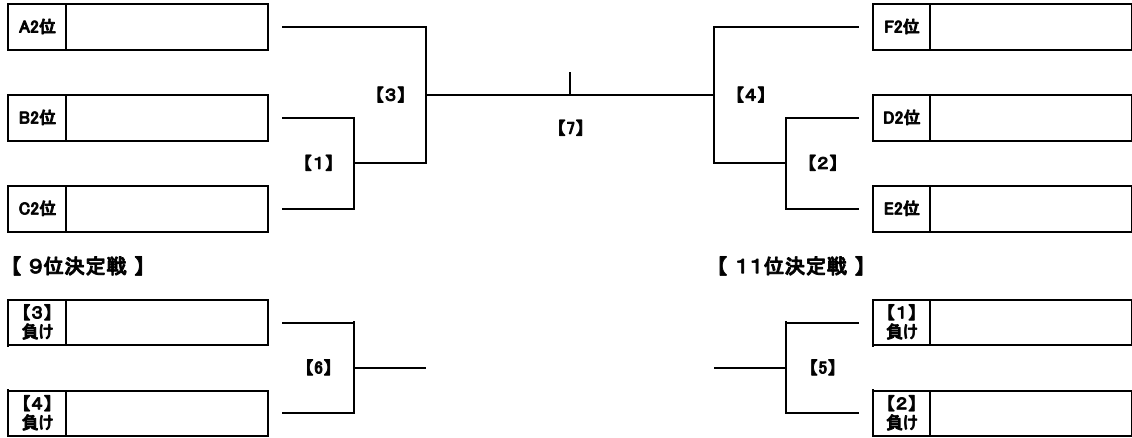 A2位
F2位
【3】
【4】
B2位
D2位
【7】
【1】
【2】
C2位
E2位
【 9位決定戦 】
【 11位決定戦 】
【3】
負け
【1】
負け
【6】
【5】
【4】
負け
【2】
負け